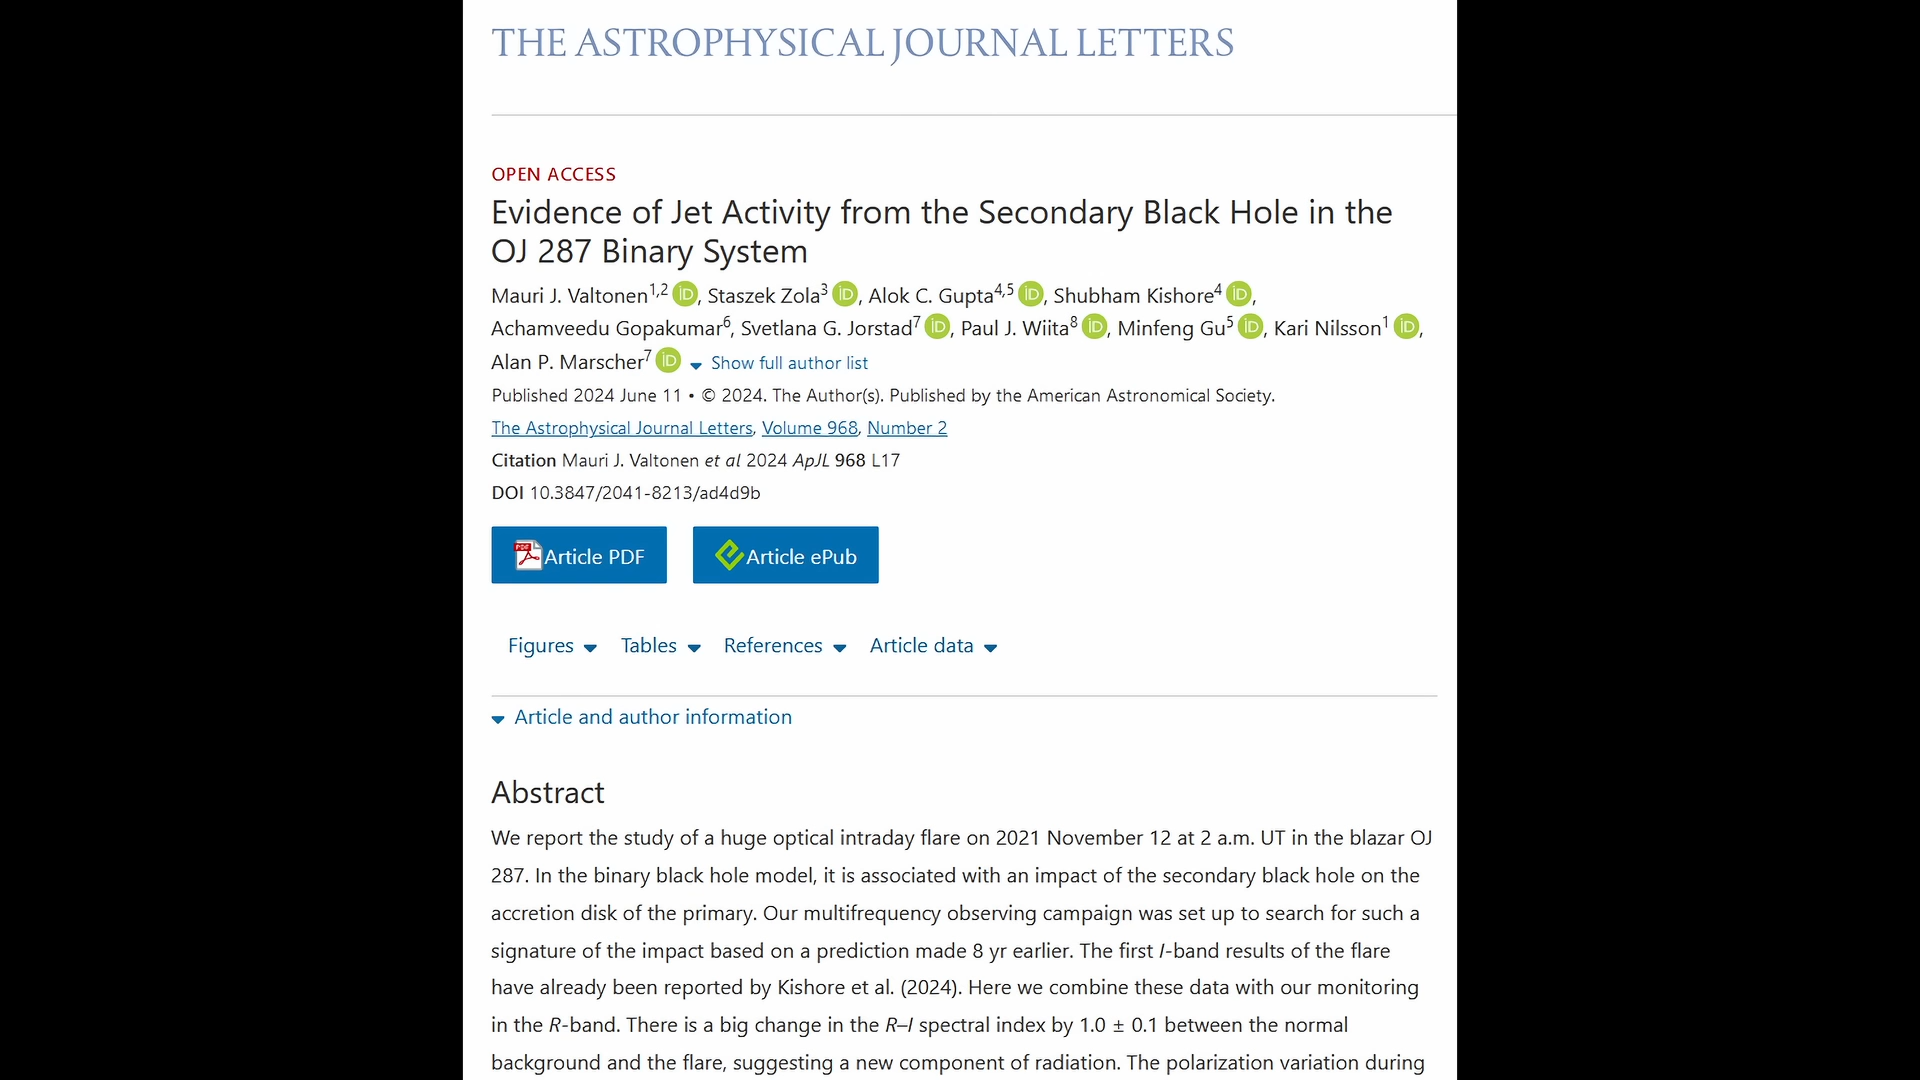 THE ASTROPHYSICAL JOURNAL LETTERS
OPEN ACCESS
Evidence of Jet Activity from the Secondary Black Hole in the
OJ 287 Binary System
Mauri J. Valtonen1,2 iD, Staszek Zola3 iD, Alok C. Gupta4,5 iD, Shubham Kishore4 iD,
Achamveedu Gopakumar6, Svetlana G. Jorstad7 iD, Paul J. Wiita8 iD, Minfeng Gu5 iD, Kari Nilsson1 iD,
Alan P. Marscher7 iD Show full author list
Published 2024 June 11 • © 2024. The Author(s). Published by the American Astronomical Society.
The Astrophysical Journal Letters, Volume 968, Number 2
Citation Mauri J. Valtonen et al 2024 ApJL 968 L17
DOI 10.3847/2041-8213/ad4d9b
PDF Article PDF Article ePub
Figures Tables References Article data
Article and author information
Abstract
We report the study of a huge optical intraday flare on 2021 November 12 at 2 a.m. UT in the blazar OJ
287. In the binary black hole model, it is associated with an impact of the secondary black hole on the
accretion disk of the primary. Our multifrequency observing campaign was set up to search for such a
signature of the impact based on a prediction made 8 yr earlier. The first I-band results of the flare
have already been reported by Kishore et al. (2024). Here we combine these data with our monitoring
in the R-band. There is a big change in the R–I spectral index by 1.0 ± 0.1 between the normal
background and the flare, suggesting a new component of radiation. The polarization variation during